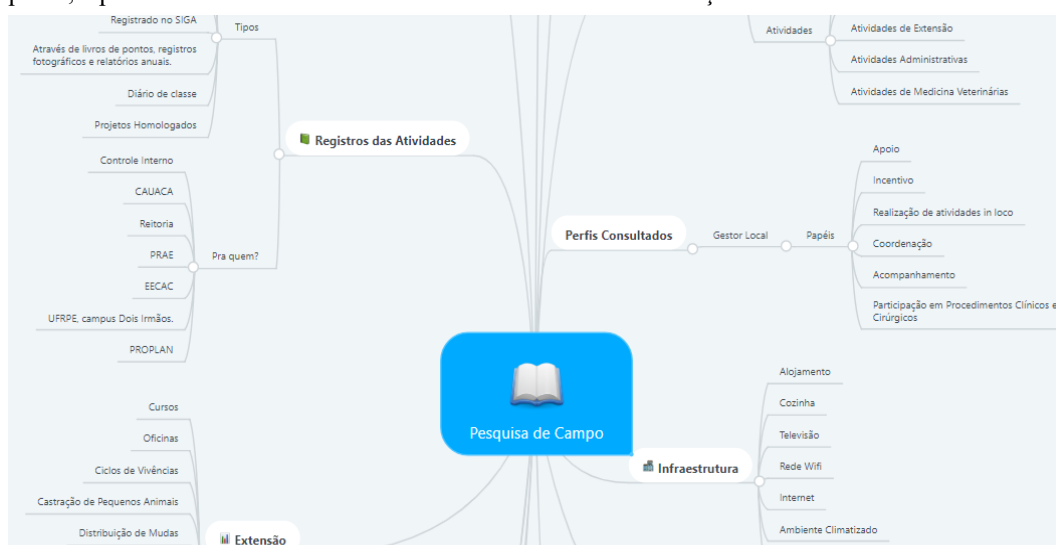 Registrado no SIGA
Tipos
Através de livros de pontos, registros
fotográficos e relatórios anuais.
Diário de classe
Projetos Homologados
Registros das Atividades
Controle Interno
CAUACA
Reitoria
PRAE
Pra quem?
EECAC
UFRPE, campus Dois Irmãos.
PROPLAN
Cursos
Oficinas
Ciclos de Vivências
Castração de Pequenos Animais
Distribuição de Mudas
Extensão
Pesquisa de Campo
Atividades
Atividades de Extensão
Atividades Administrativas
Atividades de Medicina Veterinárias
Perfis Consultados
Gestor Local
Papéis
Apoio
Incentivo
Realização de atividades in loco
Coordenação
Acompanhamento
Participação em Procedimentos Clínicos e
Cirúrgicos
Infraestrutura
Alojamento
Cozinha
Televisão
Rede Wifi
Internet
Ambiente Climatizado